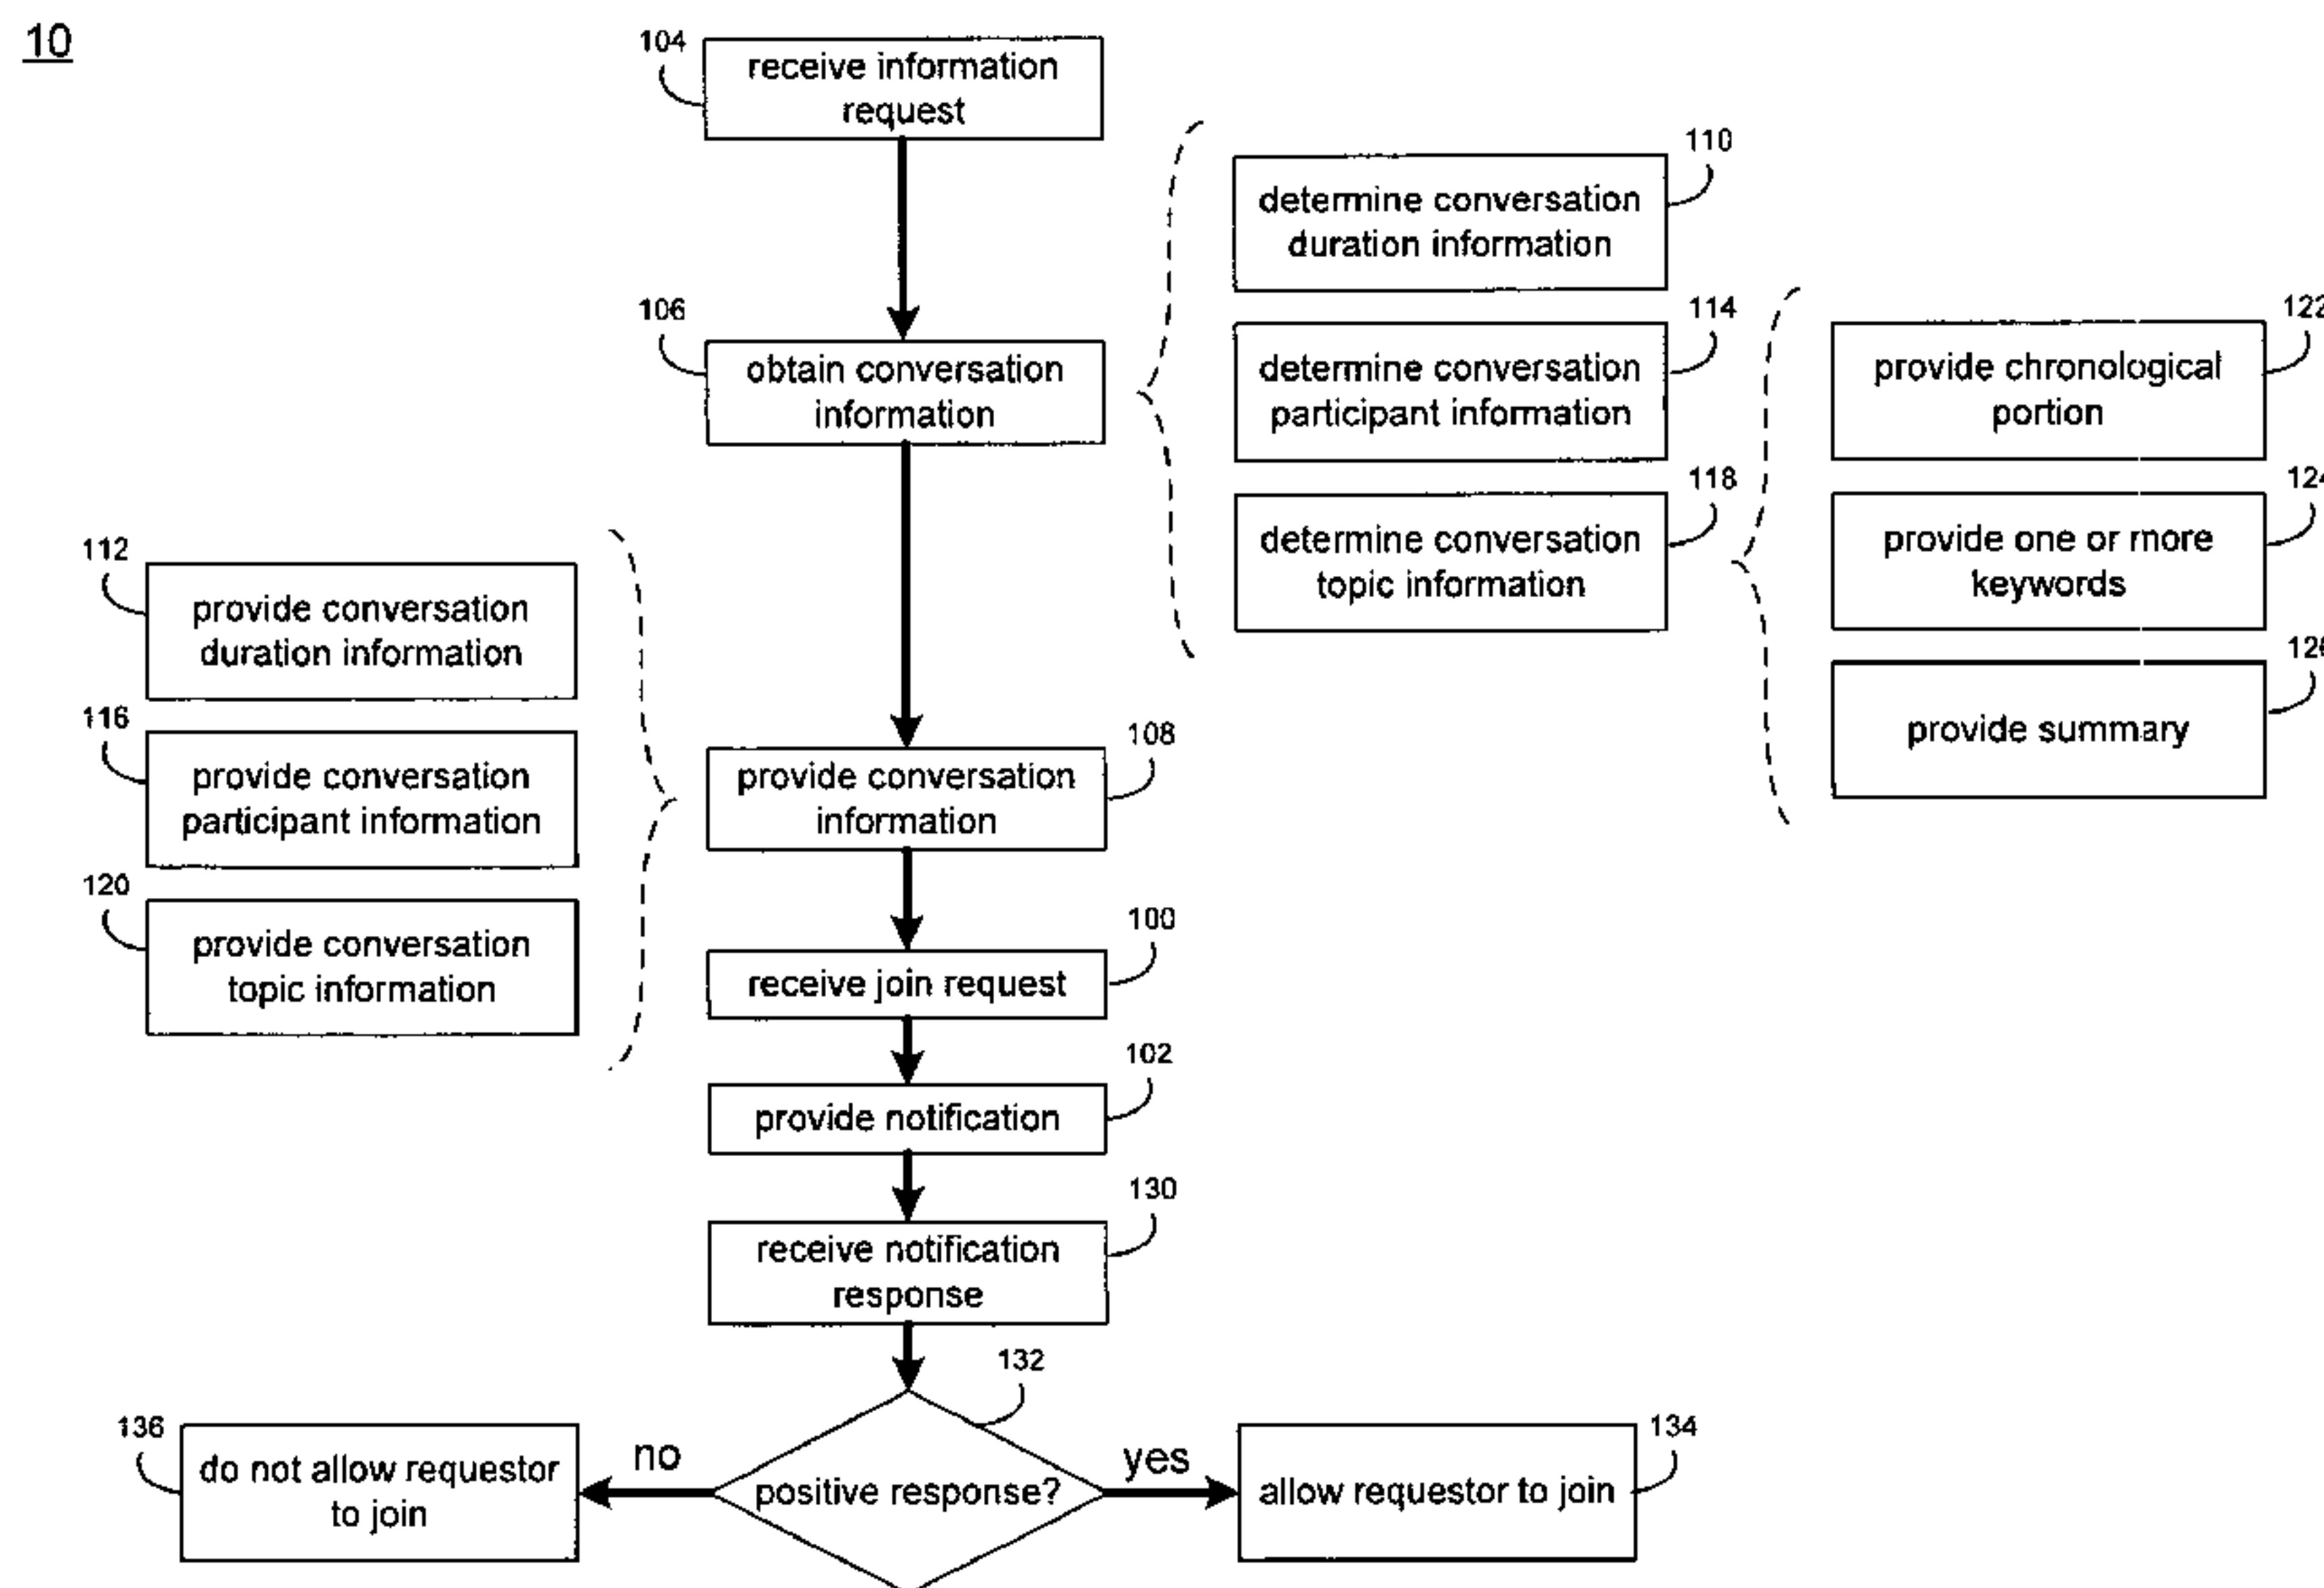 10
104
receive information
request
110
determine conversation
duration information
106
obtain conversation
information
114
determine conversation
participant information
118
determine conversation
topic information
122
provide chronological
portion
124
provide one or more
keywords
provide summary
112
provide conversation
duration information
116
provide conversation
participant information
120
provide conversation
topic information
108
provide conversation
information
100
receive join request
102
provide notification
130
receive notification
response
132
positive response?
no
yes
136
do not allow requestor
to join
134
allow requestor to join